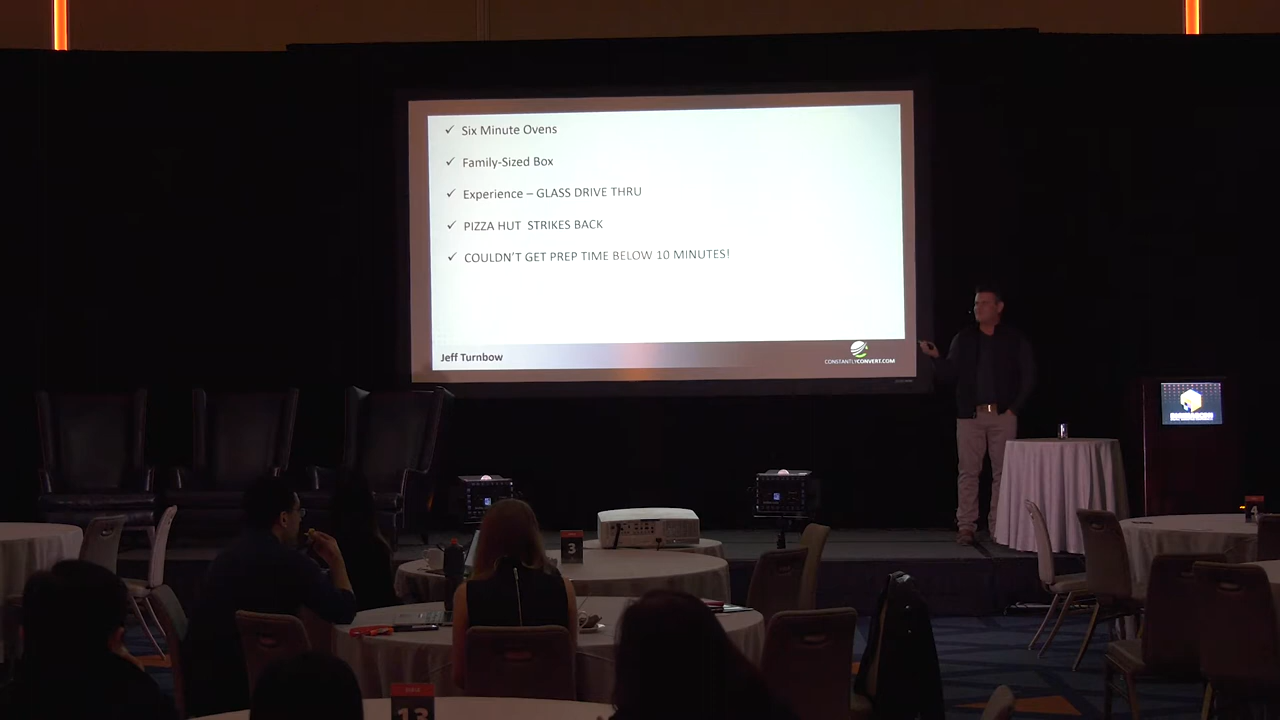 ✓ Six Minute Ovens
✓ Family-Sized Box
✓ Experience – GLASS DRIVE THRU
✓ PIZZA HUT STRIKES BACK
✓ COULDN'T GET PREP TIME BELOW 10 MINUTES!
Jeff Turnbow
CONSTANTLYCONVERT.COM
3
4
13